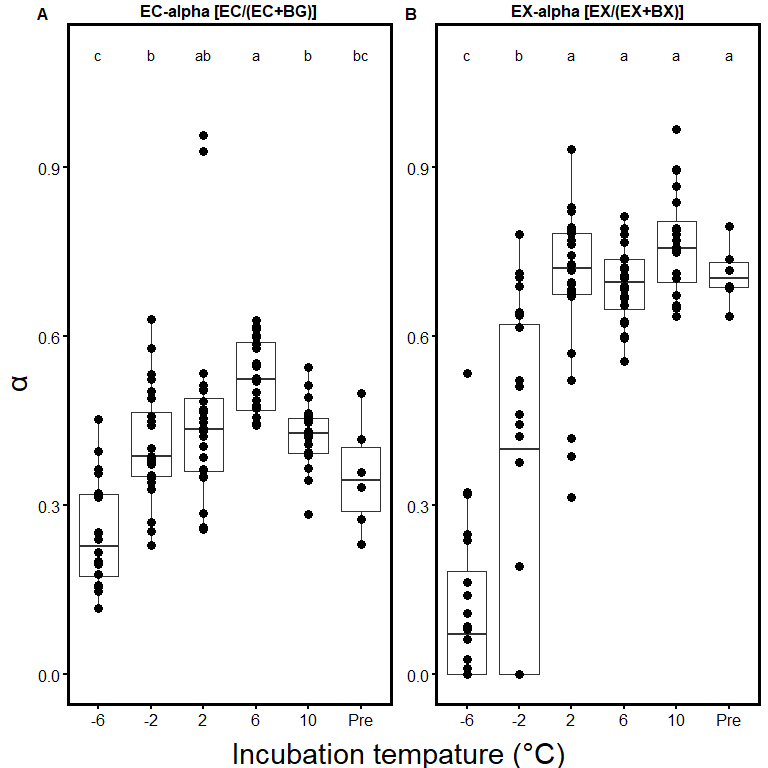 A EC-alpha [EC/(EC+BG)]
c b ab a b bc
0.9
0.6
0.3
0.0
-6 -2 2 6 10 Pre
B EX-alpha [EX/(EX+BX)]
c b a a a a
0.9
0.6
0.3
0.0
-6 -2 2 6 10 Pre
α
Incubation tempature (°C)